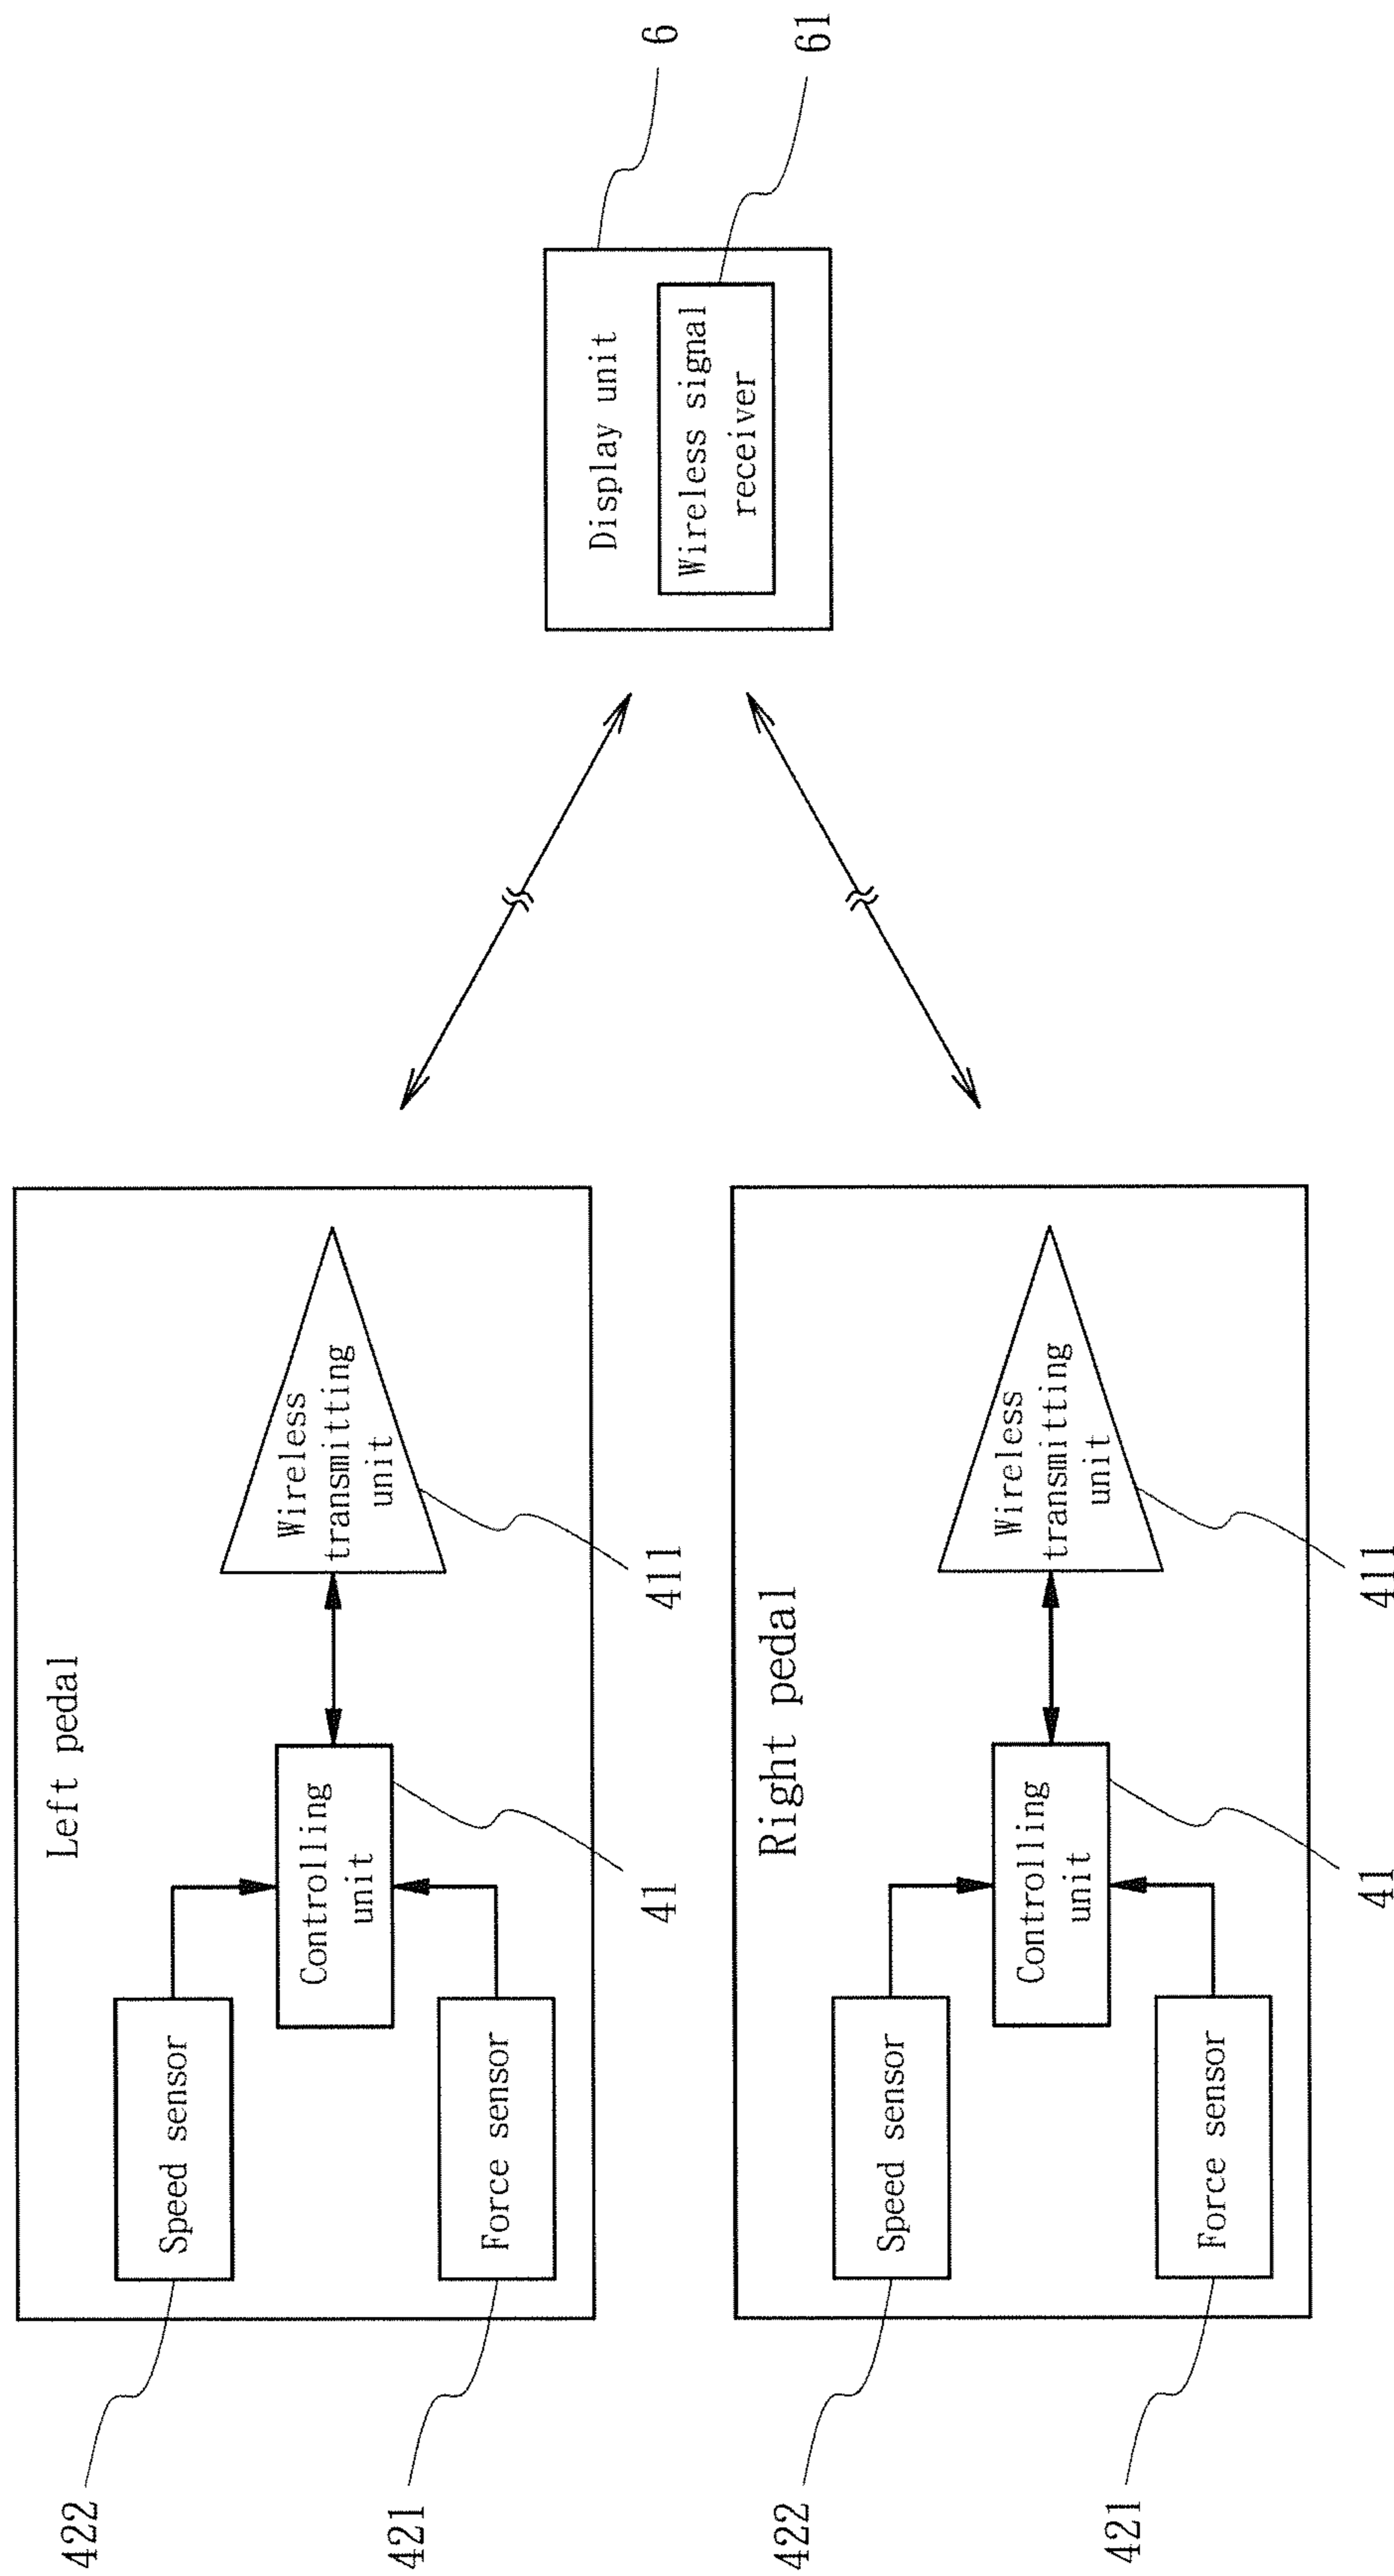 Left pedal
422
Speed sensor
421
Force sensor
Controlling
unit
41
Wireless
transmitting
unit
411
Right pedal
422
Speed sensor
421
Force sensor
Controlling
unit
41
Wireless
transmitting
unit
411
Display unit
6
Wireless signal
receiver
61